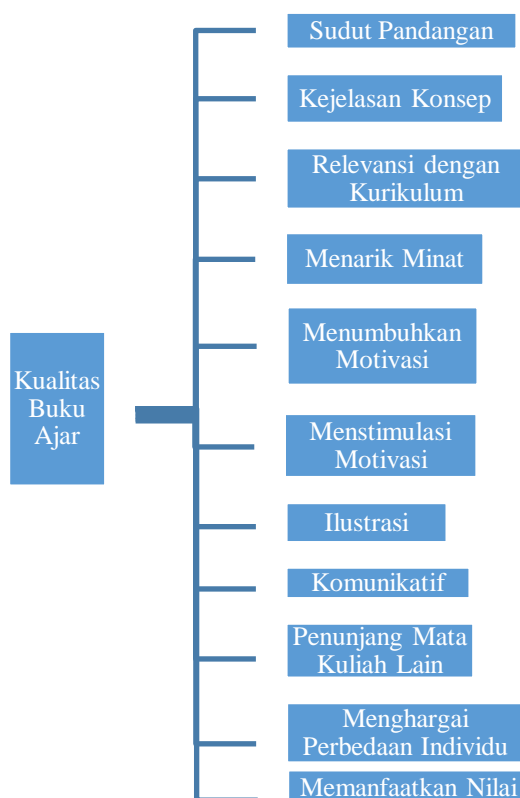 Sudut Pandangan
Kejelasan Konsep
Relevansi dengan
Kurikulum
Menarik Minat
Kualitas
Buku
Ajar
Menumbuhkan
Motivasi
Menstimulasi
Motivasi
Ilustrasi
Komunikatif
Penunjang Mata
Kuliah Lain
Menghargai
Perbedaan Individu
Memanfaatkan Nilai